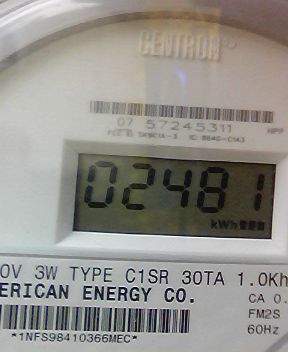 CENTRON
07 57245311 HPP
02481
kWh
0V 3W TYPE C1SR 30TA 1.0Kh
ERICAN ENERGY CO. CA 0.
FM2S
60Hz
*1NFS98410366MEC*